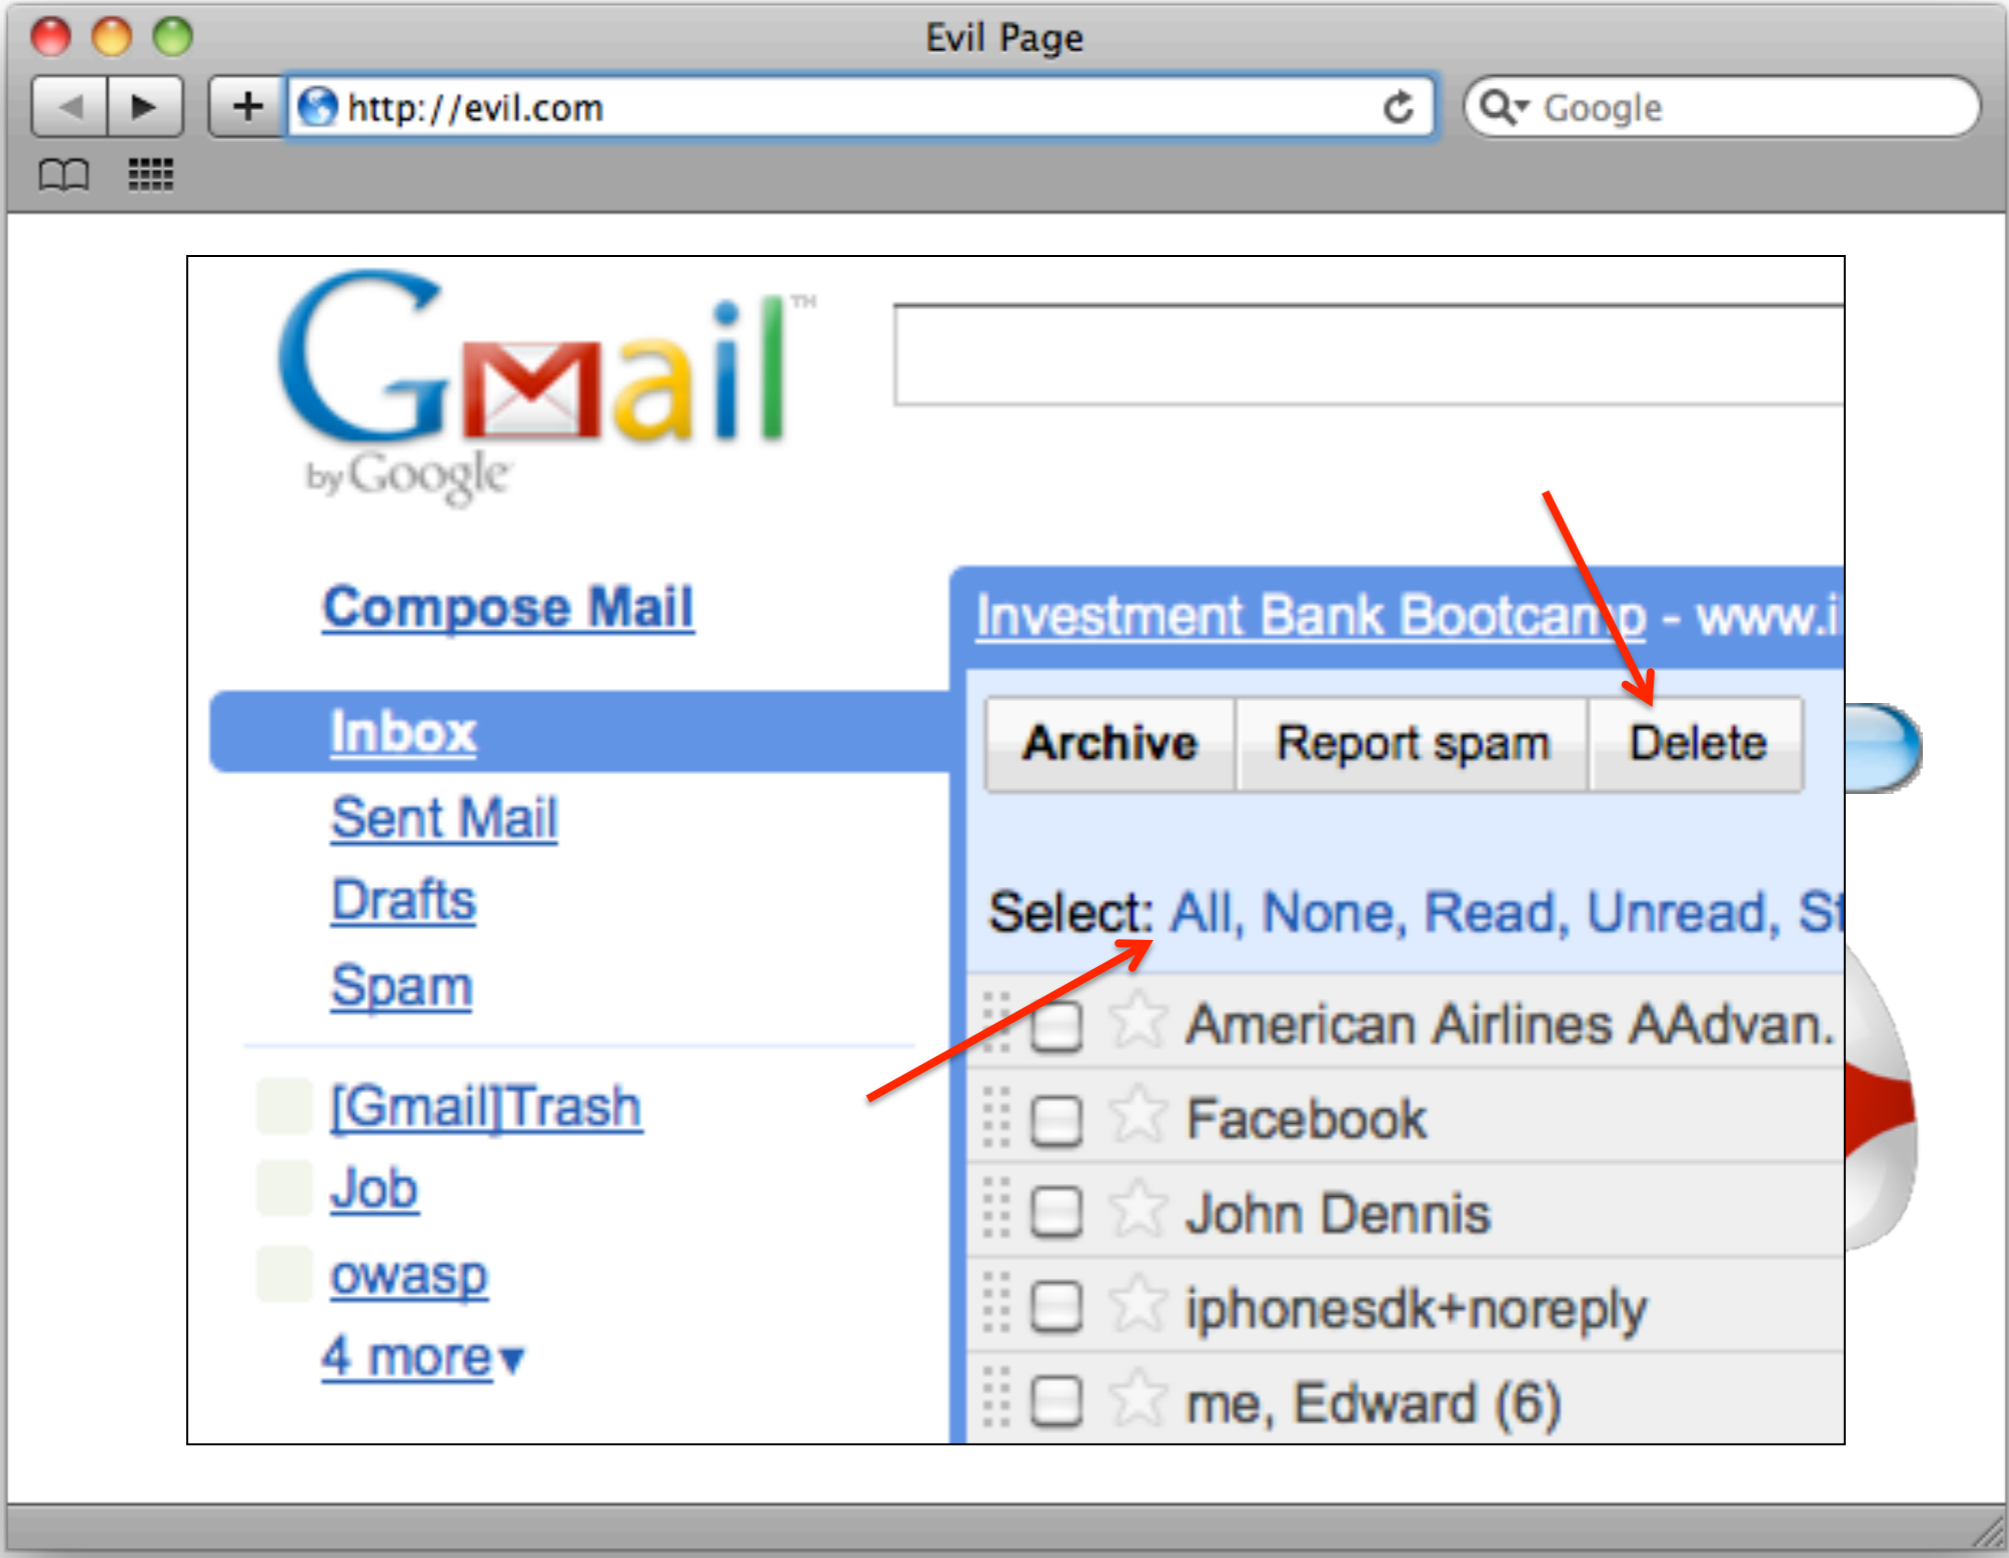 Evil Page
http://evil.com
Google
Gmail™
by Google
Compose Mail
Investment Bank Bootcamp - www.i
Inbox
Archive Report spam Delete
Sent Mail
Drafts
Select: All, None, Read, Unread, St
Spam
American Airlines AAdvan.
[Gmail]Trash
Facebook
Job
John Dennis
owasp
iphonesdk+noreply
4 more▼
me, Edward (6)